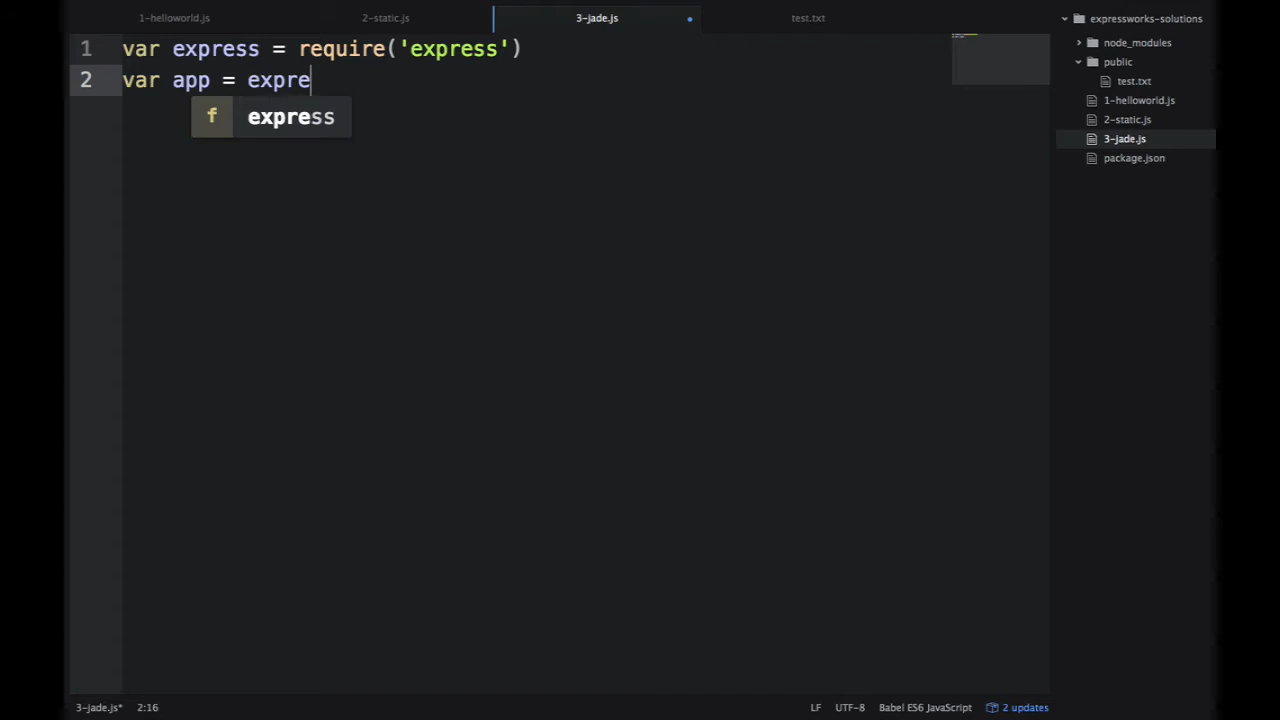 1-helloworld.js
2-static.js
3-jade.js
test.txt
1 var express = require('express')
2 var app = expre
f express
expressworks-solutions
node_modules
public
test.txt
1-helloworld.js
2-static.js
3-jade.js
package.json
3-jade.js* 2:16
LF UTF-8 Babel ES6 JavaScript 2 updates